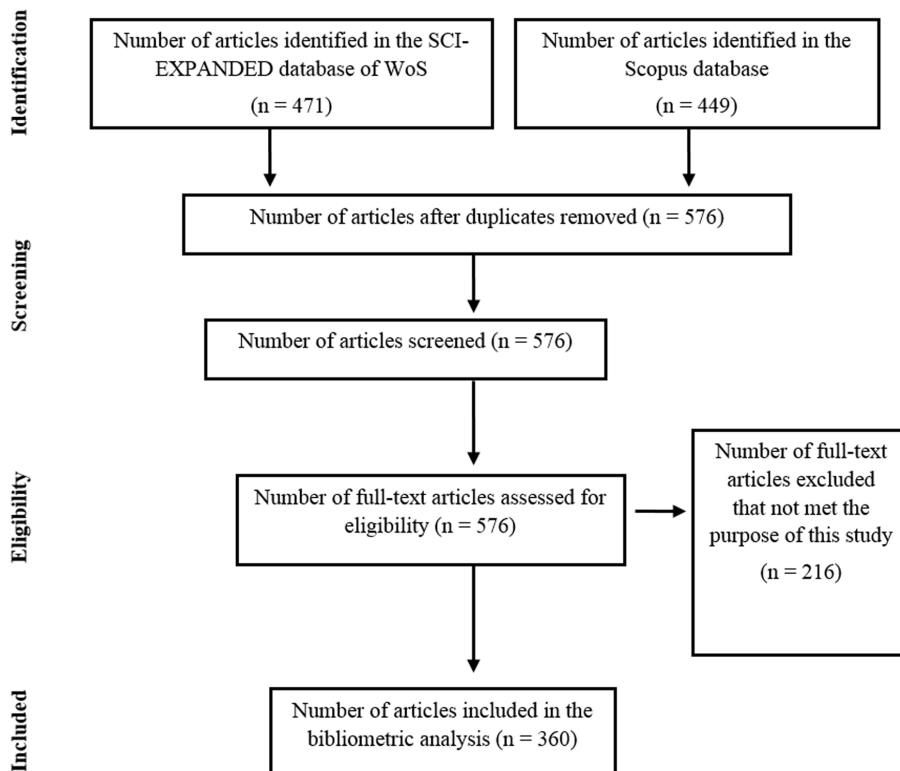 Identification
Number of articles identified in the SCI-
EXPANDED database of WoS
(n = 471)
Number of articles identified in the
Scopus database
(n = 449)
Screening
Number of articles after duplicates removed (n = 576)
Number of articles screened (n = 576)
Eligibility
Number of full-text articles assessed for
eligibility (n = 576)
Number of full-text
articles excluded
that not met the
purpose of this study
(n = 216)
Included
Number of articles included in the
bibliometric analysis (n = 360)